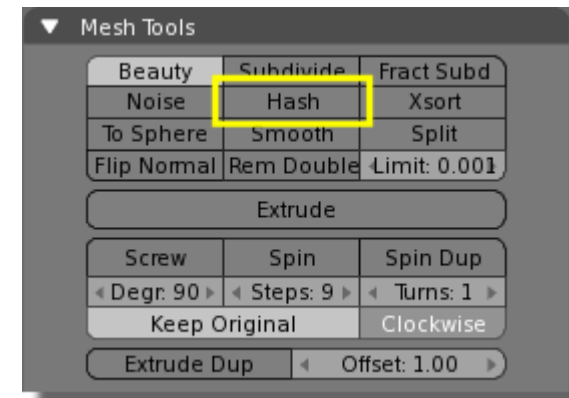 Mesh Tools
Beauty Subdivide Fract Subd
Noise Hash Xsort
To Sphere Smooth Split
Flip Normal Rem Double Limit: 0.001
Extrude
Screw Spin Spin Dup
Degr: 90 Steps: 9 Turns: 1
Keep Original Clockwise
Extrude Dup Offset: 1.00